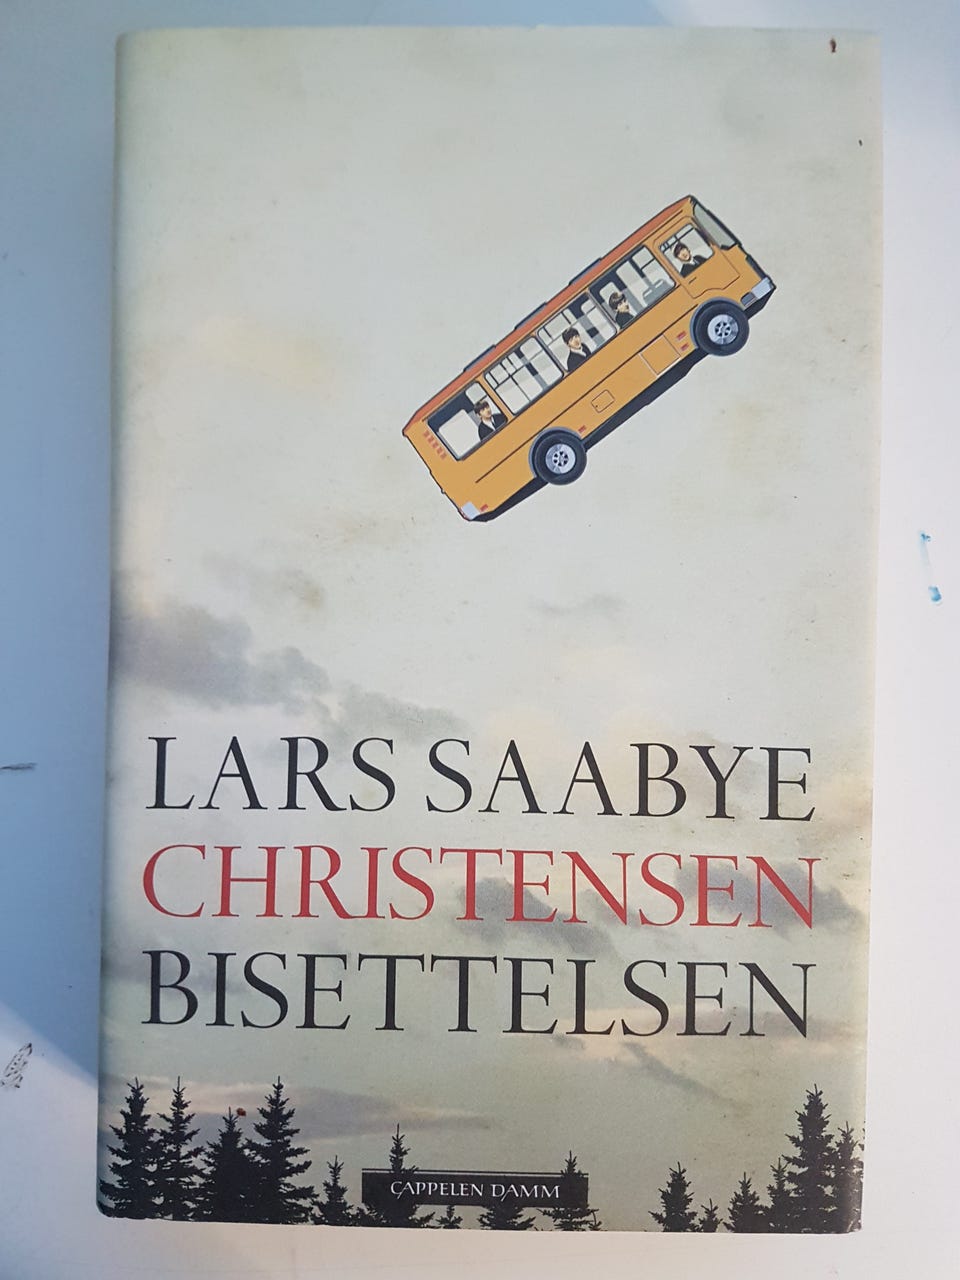 LARS SAABYE
CHRISTENSEN
BISETTELSEN
CAPPELEN DAMM